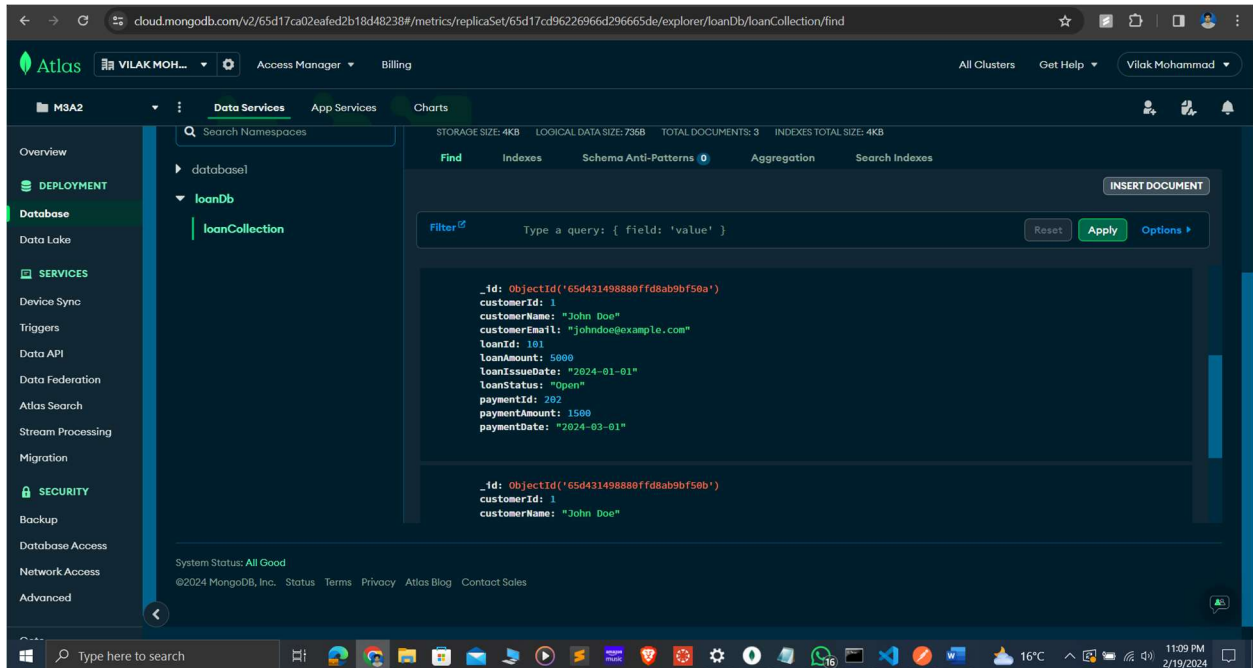 cloud.mongodb.com/v2/65d17ca02eafed2b18d48238#/metrics/replicaSet/65d17cd96226966d296665de/explorer/loanDb/loanCollection/find
Atlas VILAK MOH... Access Manager Billing All Clusters Get Help Vilak Mohammad
M3A2 Data Services App Services Charts
Overview
DEPLOYMENT
Database
Data Lake
SERVICES
Device Sync
Triggers
Data API
Data Federation
Atlas Search
Stream Processing
Migration
SECURITY
Backup
Database Access
Network Access
Advanced
Search Namespaces
database1
loanDb
loanCollection
STORAGE SIZE: 4KB LOGICAL DATA SIZE: 735B TOTAL DOCUMENTS: 3 INDEXES TOTAL SIZE: 4KB
Find Indexes Schema Anti-Patterns 0 Aggregation Search Indexes
INSERT DOCUMENT
Filter Type a query: { field: 'value' } Reset Apply Options
_id: ObjectId('65d431498880ffd8ab9bf50a')
customerId: 1
customerName: "John Doe"
customerEmail: "johndoe@example.com"
loanId: 101
loanAmount: 5000
loanIssueDate: "2024-01-01"
loanStatus: "Open"
paymentId: 202
paymentAmount: 1500
paymentDate: "2024-03-01"
_id: ObjectId('65d431498880ffd8ab9bf50b')
customerId: 1
customerName: "John Doe"
System Status: All Good
©2024 MongoDB, Inc. Status Terms Privacy Atlas Blog Contact Sales
Type here to search amazon music 16 16°C 11:09 PM
2/19/2024